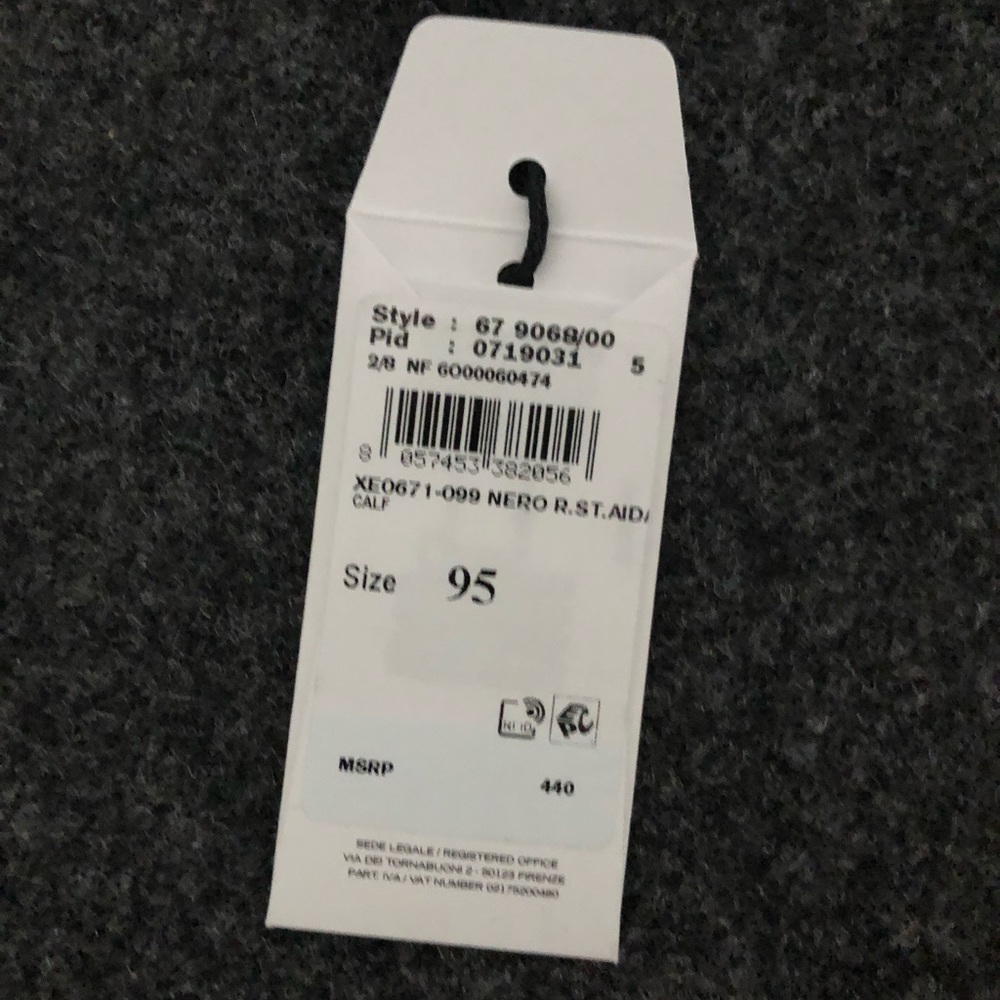 Style : 67 9068/00
Pid : 0719031 5
2/8 NF 6000060474
8 057453 382056
XE0671-099 NERO R.ST.AIDA
CALF
Size 95
RFID
MSRP
440
SEDE LEGALE / REGISTERED OFFICE
VIA DEI TORNABUONI 2 - 50123 FIRENZE
PART. IVA / VAT NUMBER 02175200480